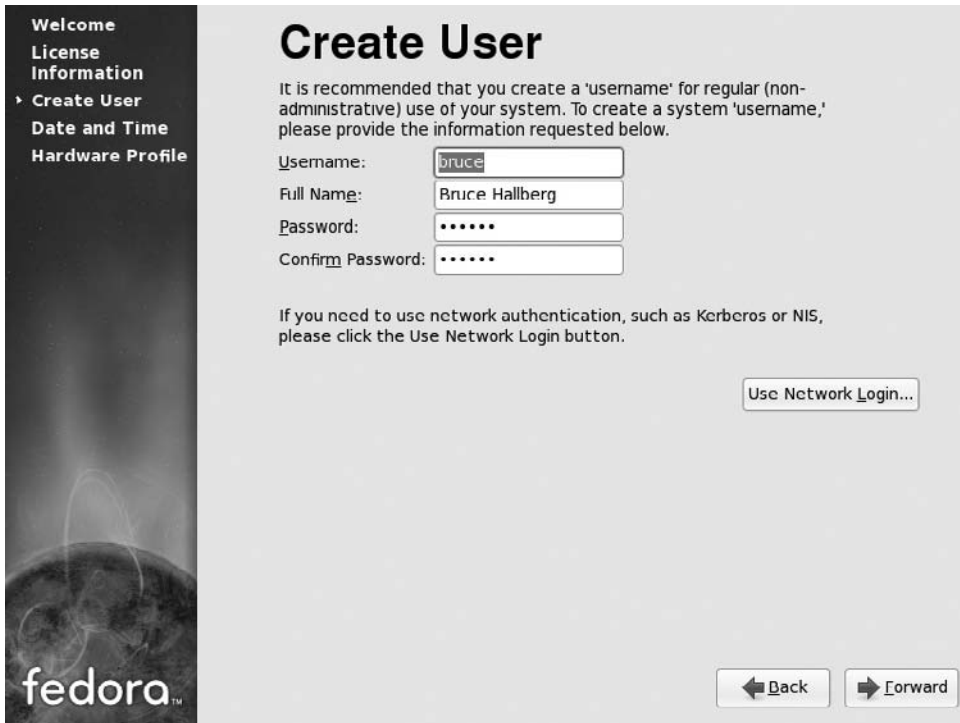 Welcome
License
Information
Create User
Date and Time
Hardware Profile
Create User
It is recommended that you create a 'username' for regular (non-
administrative) use of your system. To create a system 'username,'
please provide the information requested below.
Username: bruce
Full Name: Bruce Hallberg
Password: ••••••
Confirm Password: ••••••
If you need to use network authentication, such as Kerberos or NIS,
please click the Use Network Login button.
Use Network Login...
fedora™
Back Forward